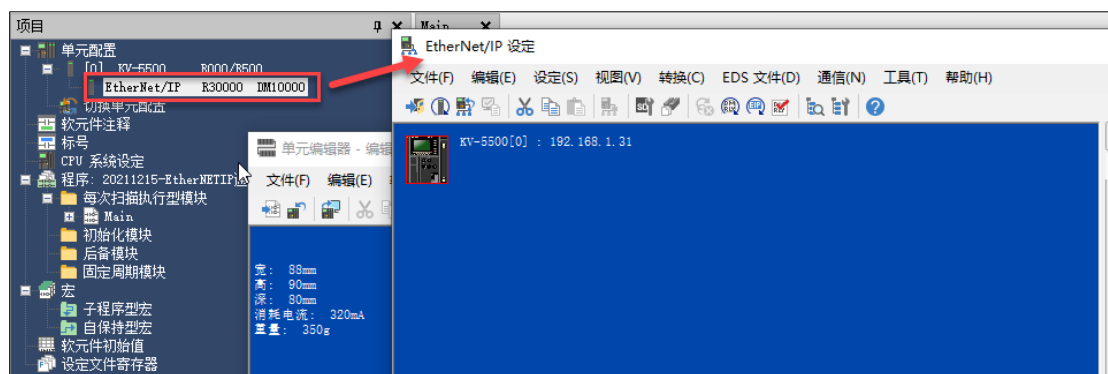 项目
Main
单元配置
[0] KV-5500 R000/R500
EtherNet/IP R30000 DM10000
切换单元配置
软元件注释
标号
CPU 系统设定
程序: 20211215-EtherNETIP
每次扫描执行型模块
Main
初始化模块
后备模块
固定周期模块
宏
子程序型宏
自保持型宏
软元件初始值
设定文件寄存器
单元编辑器 - 编辑
文件(F) 编辑(E)
宽: 88mm
高: 90mm
深: 80mm
消耗电流: 320mA
重量: 350g
EtherNet/IP 设定
文件(F) 编辑(E) 设定(S) 视图(V) 转换(C) EDS 文件(D) 通信(N) 工具(T) 帮助(H)
KV-5500[0] : 192.168.1.31